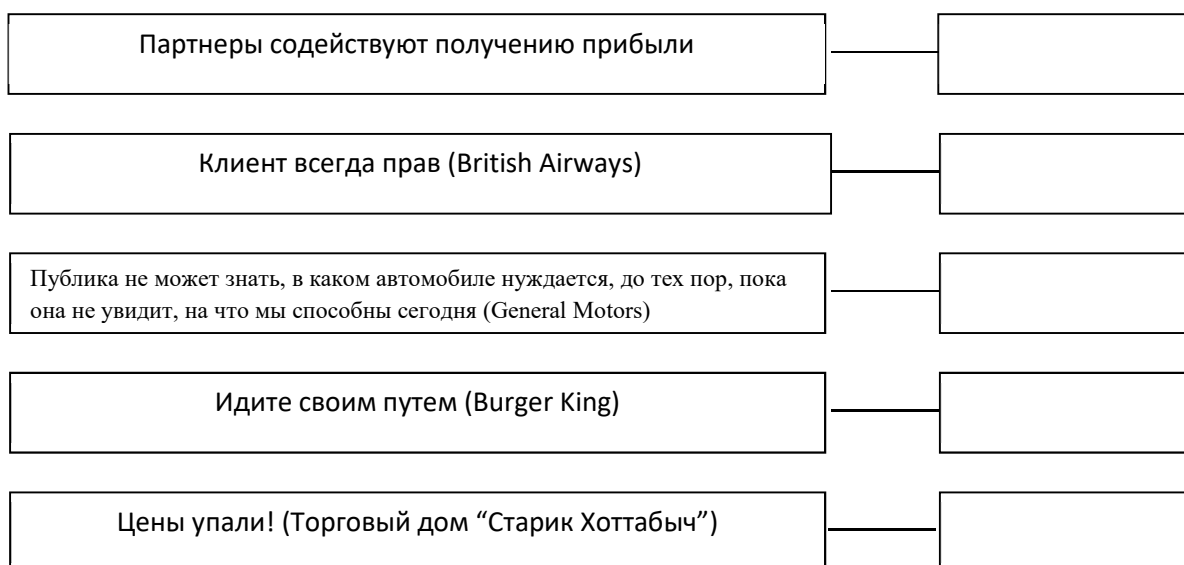 Партнеры содействуют получению прибыли
Клиент всегда прав (British Airways)
Публика не может знать, в каком автомобиле нуждается, до тех пор, пока
она не увидит, на что мы способны сегодня (General Motors)
Идите своим путем (Burger King)
Цены упали! (Торговый дом “Старик Хоттабыч”)